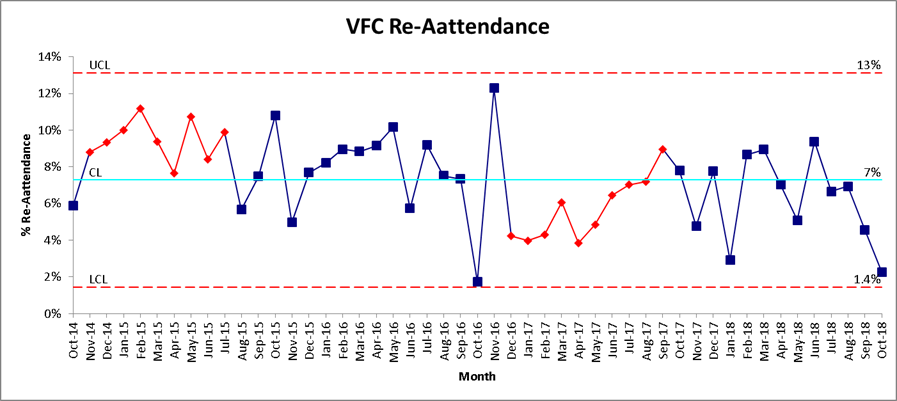 VFC Re-Aattendance
14%
12%
10%
8%
6%
4%
2%
0%
% Re-Aattendance
UCL
13%
CL
7%
LCL
1.4%
Oct-14
Nov-14
Dec-14
Jan-15
Feb-15
Mar-15
Apr-15
May-15
Jun-15
Jul-15
Aug-15
Sep-15
Oct-15
Nov-15
Dec-15
Jan-16
Feb-16
Mar-16
Apr-16
May-16
Jun-16
Jul-16
Aug-16
Sep-16
Oct-16
Nov-16
Dec-16
Jan-17
Feb-17
Mar-17
Apr-17
May-17
Jun-17
Jul-17
Aug-17
Sep-17
Oct-17
Nov-17
Dec-17
Jan-18
Feb-18
Mar-18
Apr-18
May-18
Jun-18
Jul-18
Aug-18
Sep-18
Oct-18
Month